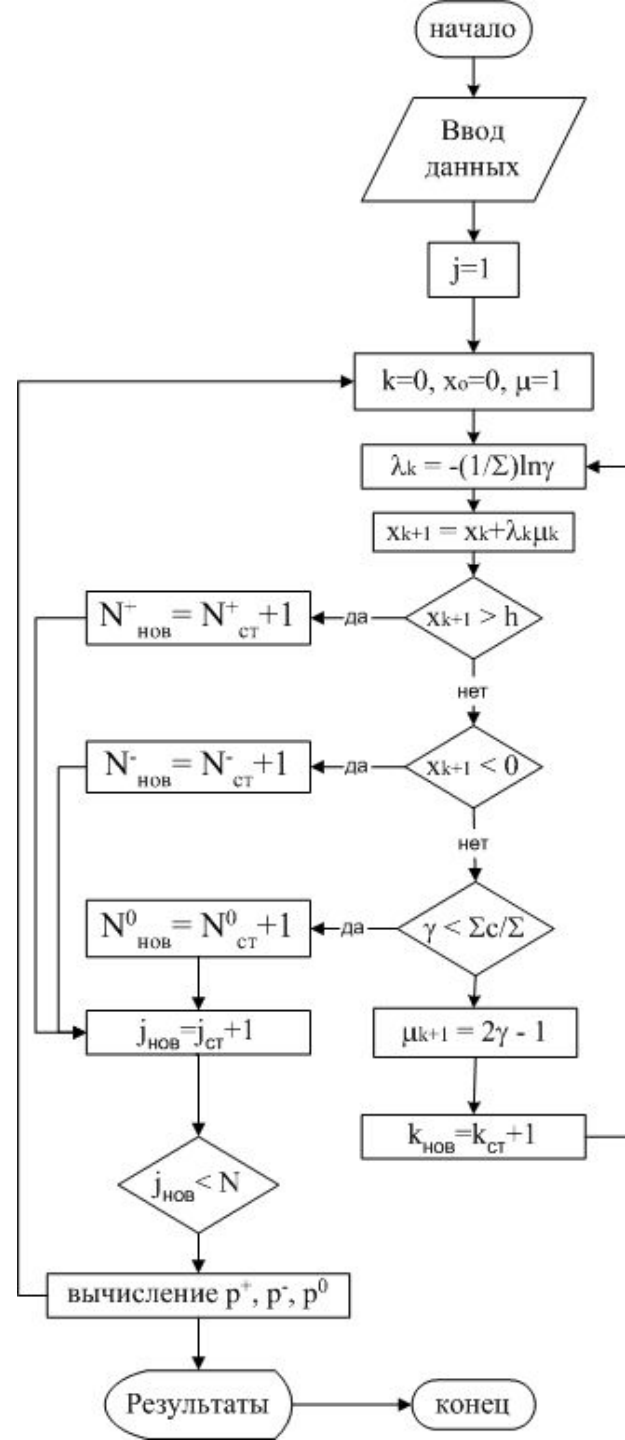 начало
Ввод
данных
j=1
k=0, x₀=0, μ=1
λk = -(1/Σ)lnγ
xk+1 = xk+λkμk
xk+1 > h
да
N⁺нов= N⁺ст+1
нет
xk+1 < 0
да
N⁻нов= N⁻ст+1
нет
γ < Σc/Σ
да
N⁰нов= N⁰ст+1
jнов=jст+1
μk+1 = 2γ - 1
kнов=kст+1
jнов< N
вычисление p⁺, p⁻, p⁰
Результаты
конец